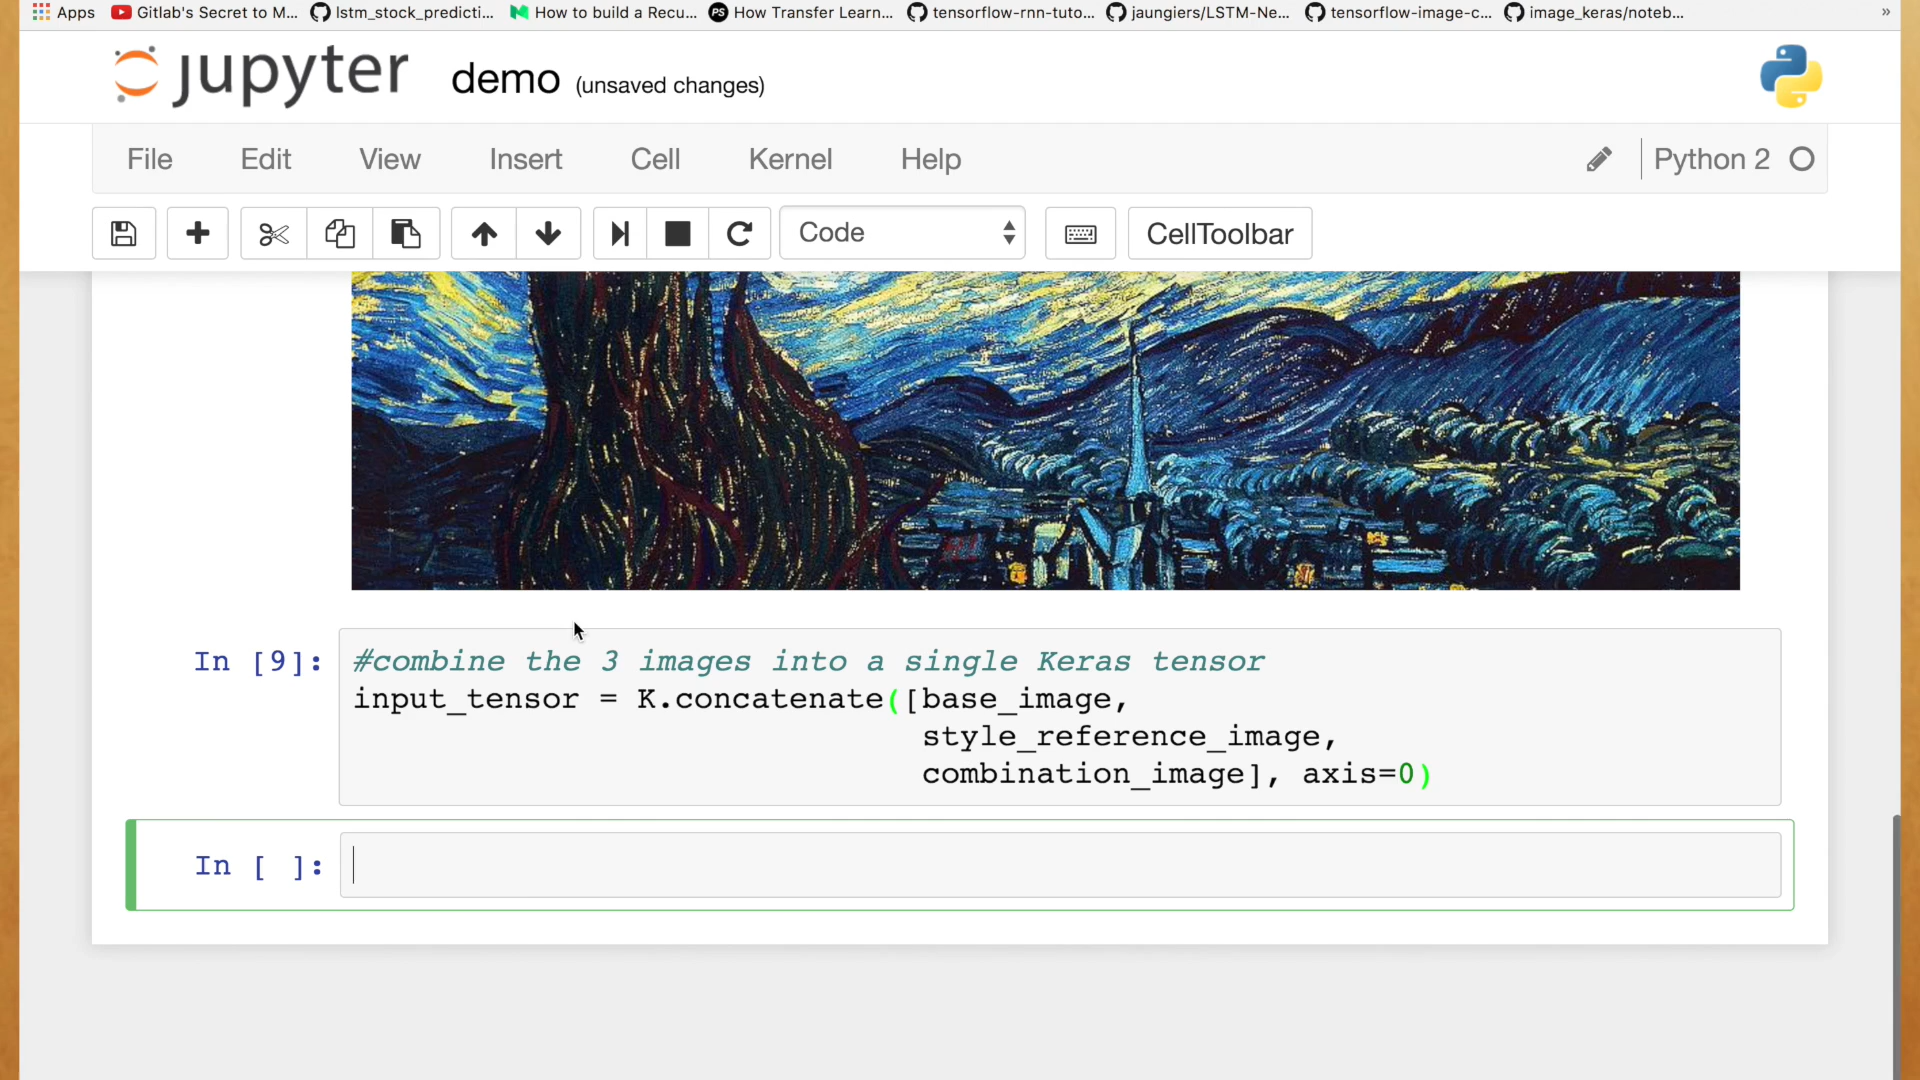 Apps Gitlab's Secret to M... lstm_stock_predicti... How to build a Recu... How Transfer Learn... tensorflow-rnn-tuto... jaungiers/LSTM-Ne... tensorflow-image-c... image_keras/noteb... »
jupyter demo (unsaved changes)
File Edit View Insert Cell Kernel Help Python 2
Code CellToolbar
In [9]: #combine the 3 images into a single Keras tensor
input_tensor = K.concatenate([base_image,
style_reference_image,
combination_image], axis=0)
In [ ]: